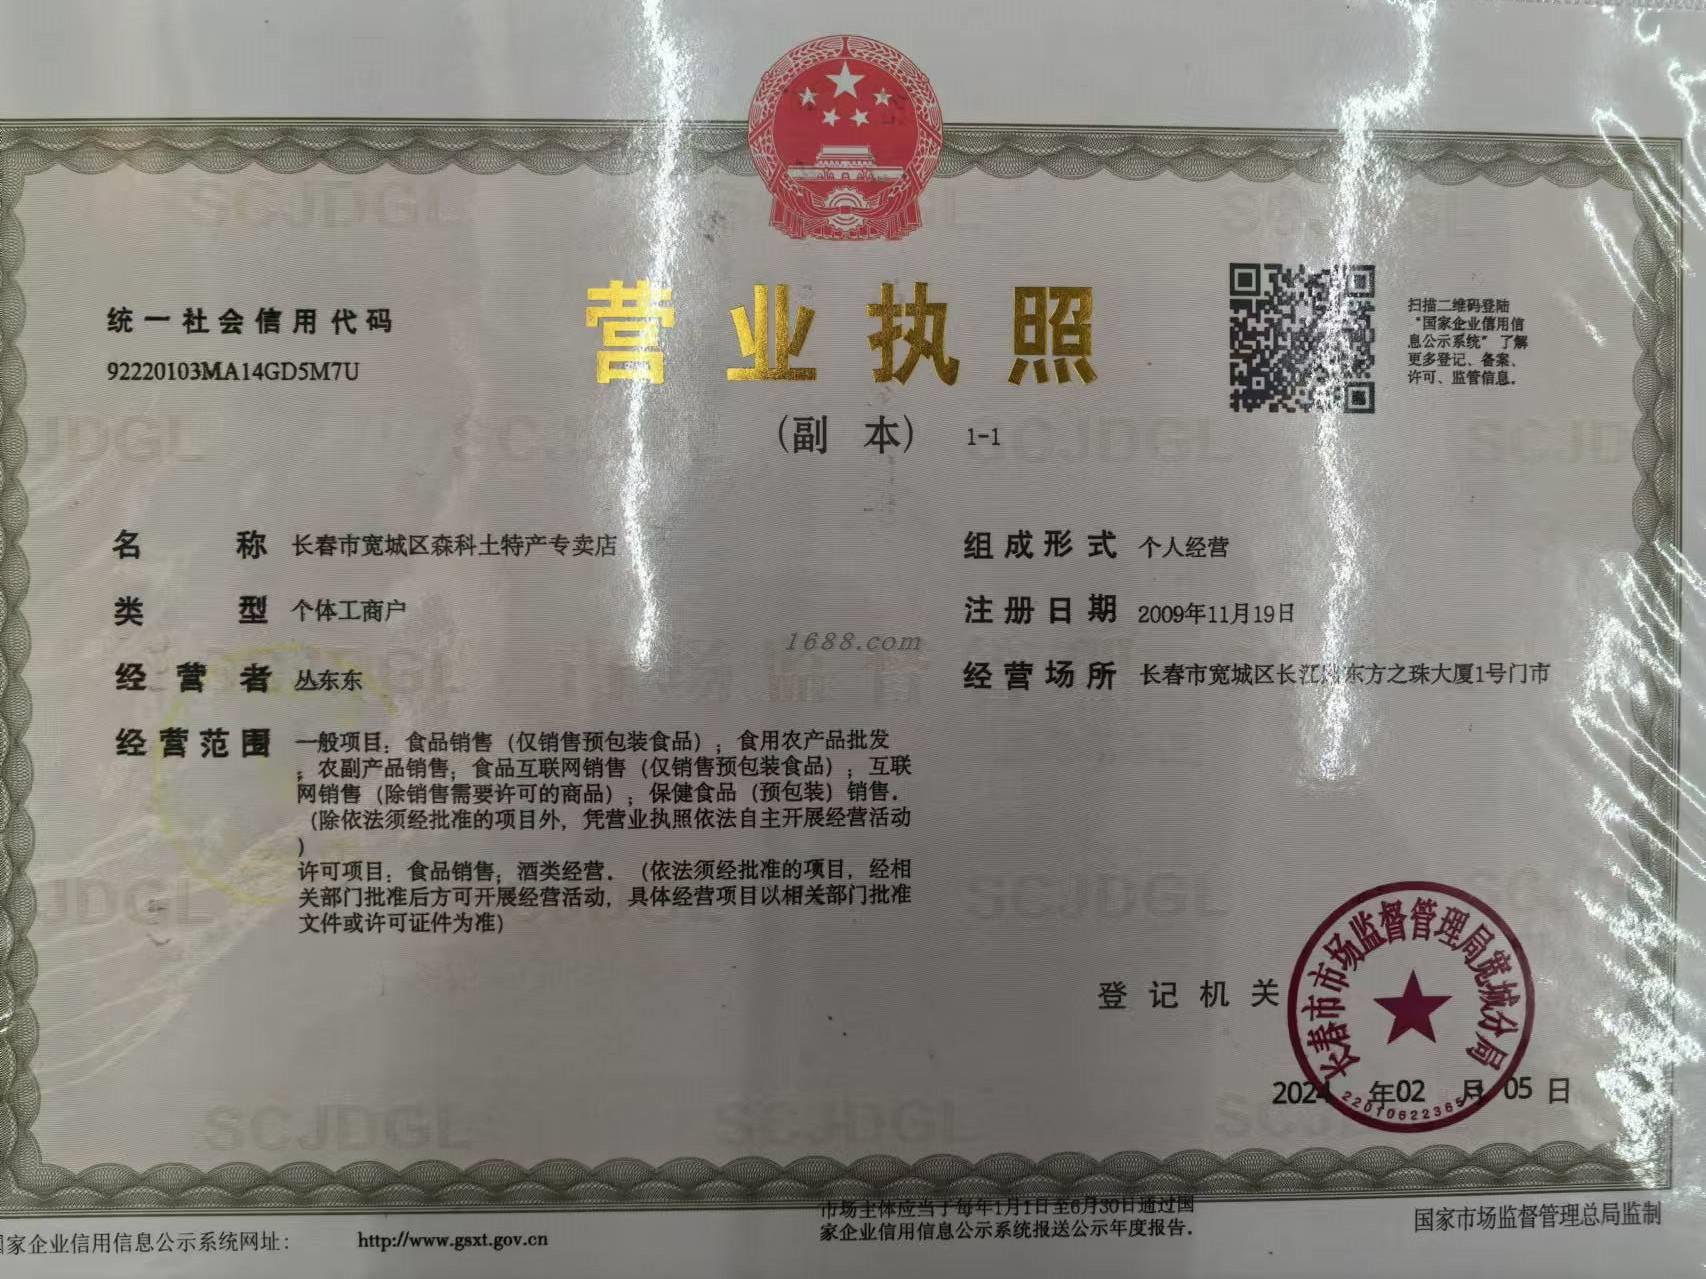 统一社会信用代码
92220103MA14GD5M7U
营业执照
(副 本) 1-1
扫描二维码登陆
“国家企业信用信
息公示系统”了解
更多登记、备案、
许可、监管信息。
名 称 长春市宽城区森科土特产专卖店
类 型 个体工商户
经 营 者 丛东东
经营范围 一般项目:食品销售(仅销售预包装食品);食用农产品批发
;农副产品销售;食品互联网销售(仅销售预包装食品);互联
网销售(除销售需要许可的商品);保健食品(预包装)销售。
(除依法须经批准的项目外,凭营业执照依法自主开展经营活动
)
许可项目:食品销售;酒类经营。(依法须经批准的项目,经相
关部门批准后方可开展经营活动,具体经营项目以相关部门批准
文件或许可证件为准)
组成形式 个人经营
注册日期 2009年11月19日
经营场所 长春市宽城区长江 东方之珠大厦1号门市
1688.com
登记机关
长春市市场监督管理局宽城分局
2024年02月05日
家企业信用信息公示系统网址: http://www.gsxt.gov.cn
市场主体应当于每年1月1日至6月30日通过国
家企业信用信息公示系统报送公示年度报告。
国家市场监督管理总局监制
SCJDGL